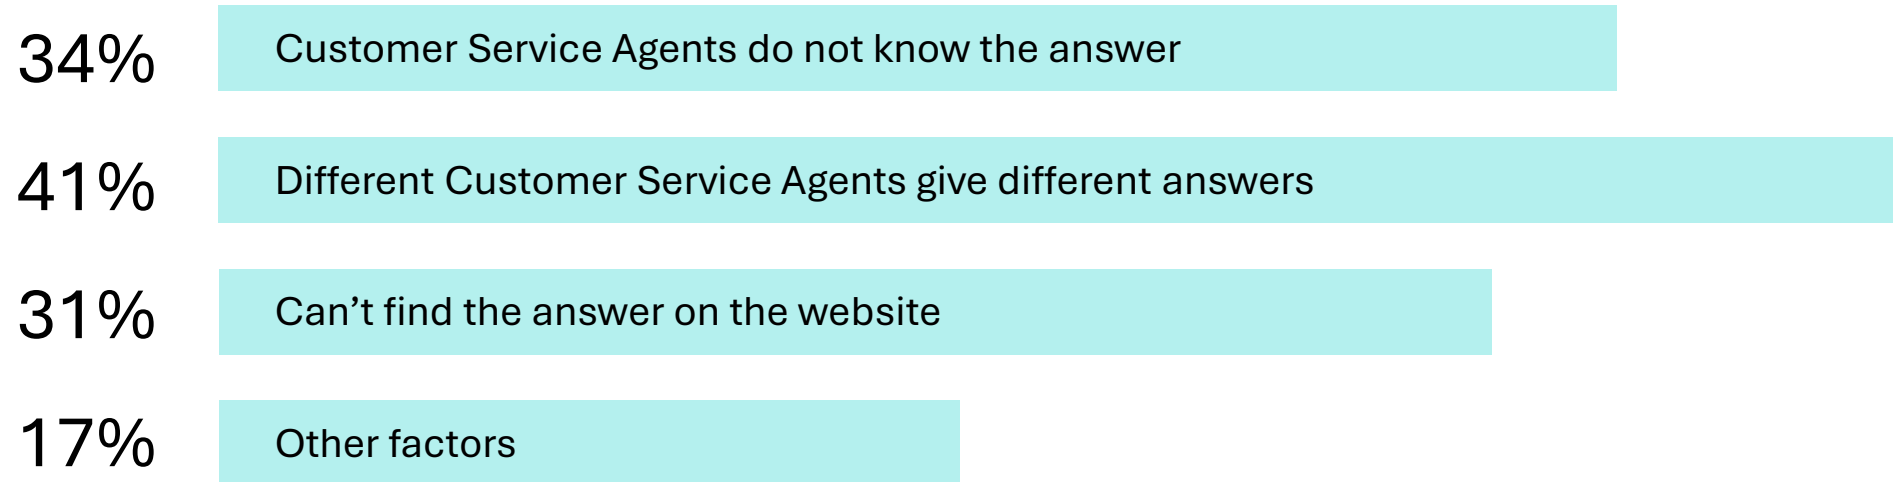 34% Customer Service Agents do not know the answer
41% Different Customer Service Agents give different answers
31% Can’t find the answer on the website
17% Other factors